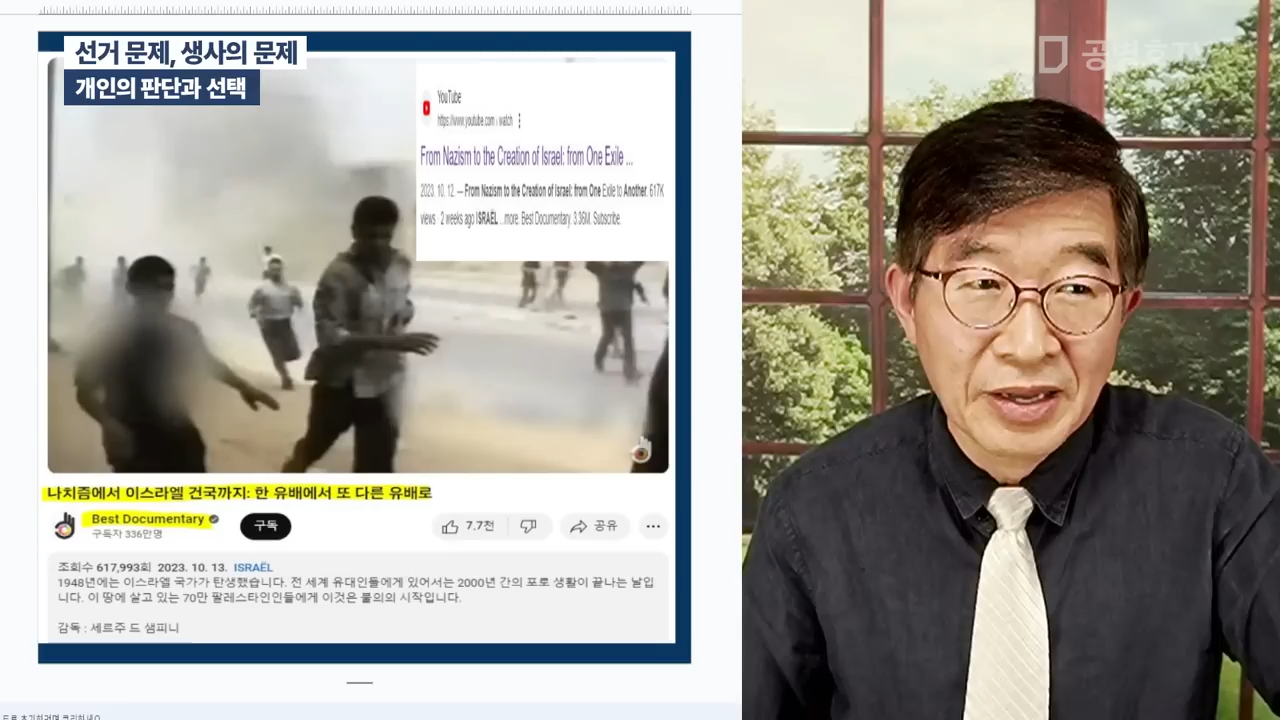 선거 문제, 생사의 문제
개인의 판단과 선택
공병호TV
YouTube
https://www.youtube.com › watch
From Nazism to the Creation of Israel: from One Exile ...
2023. 10. 12. — From Nazism to the Creation of Israel: from One Exile to Another. 617K
views 2 weeks ago ISRAËL ...more. Best Documentary. 3.36M. Subscribe.
나치즘에서 이스라엘 건국까지: 한 유배에서 또 다른 유배로
Best Documentary
구독자 336만명
구독
7.7천
공유
조회수 617,993회 2023. 10. 13. ISRAËL
1948년에는 이스라엘 국가가 탄생했습니다. 전 세계 유대인들에게 있어서는 2000년 간의 포로 생활이 끝나는 날입
니다. 이 땅에 살고 있는 70만 팔레스타인인들에게 이것은 불의의 시작입니다.
감독 : 세르주 드 샘피니